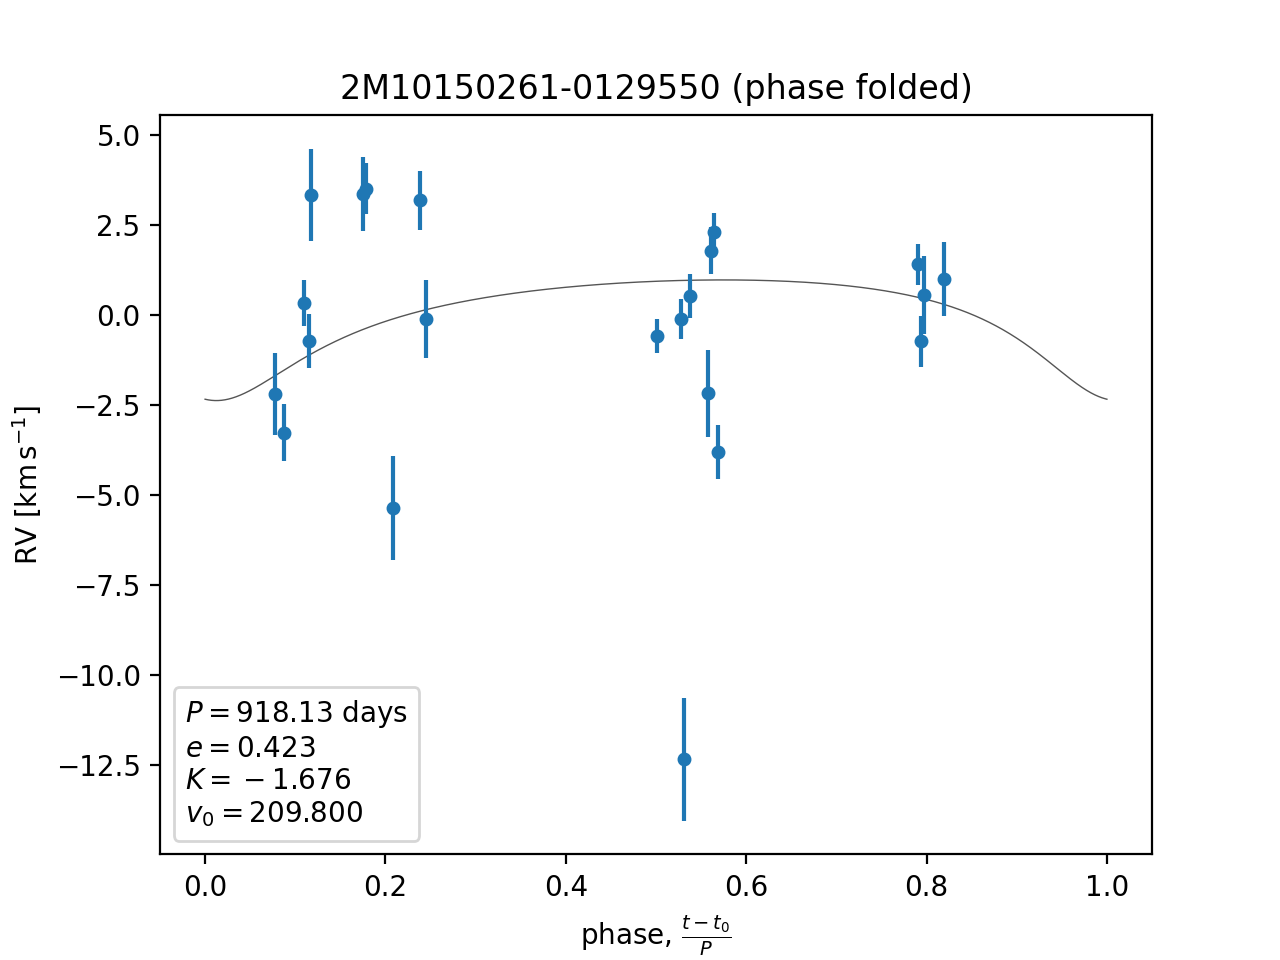 2M10150261-0129550 (phase folded)
RV [km s⁻¹]
5.0
2.5
0.0
−2.5
−5.0
−7.5
−10.0
−12.5
P = 918.13 days
e = 0.423
K = −1.676
v₀ = 209.800
0.0 0.2 0.4 0.6 0.8 1.0
phase, (t − t₀)/P